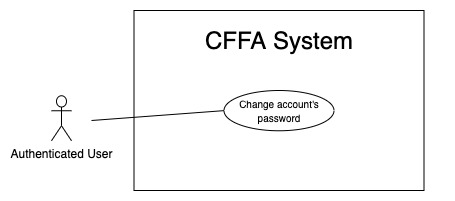 CFFA System
Change account's
password
Authenticated User